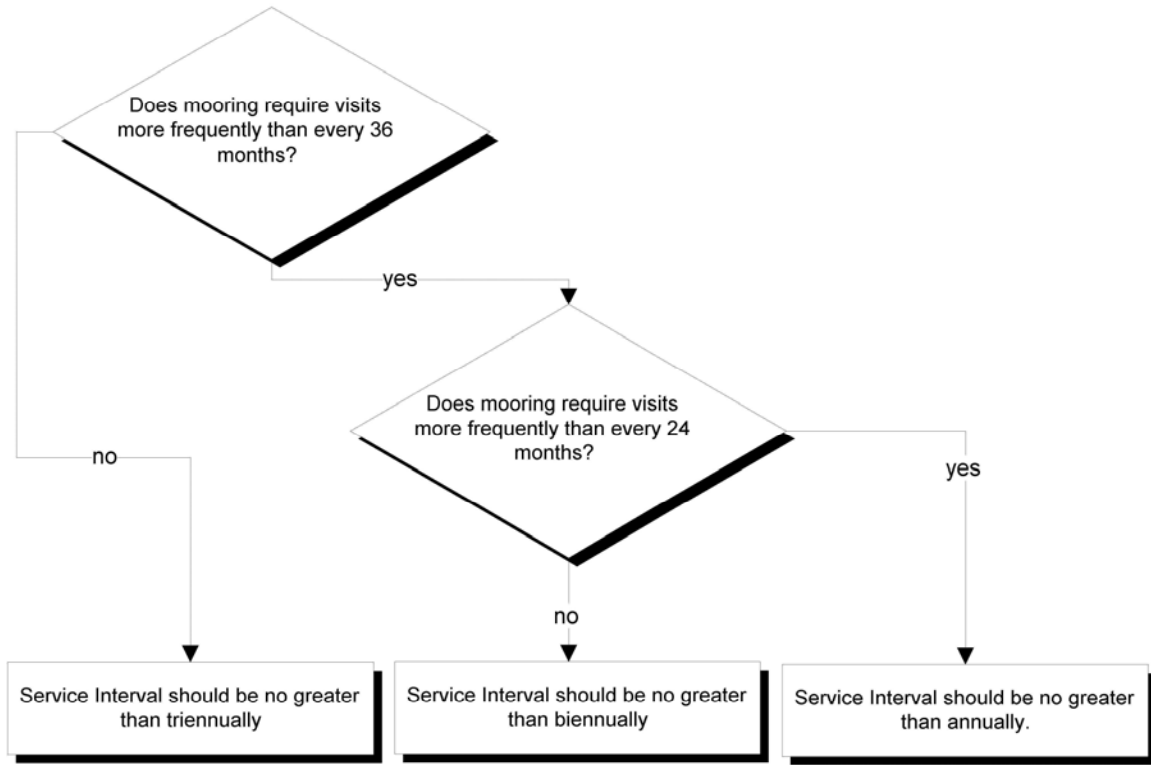 Does mooring require visits
more frequently than every 36
months?
yes
Does mooring require visits
more frequently than every 24
months?
no
yes
no
Service Interval should be no greater
than triennually
Service Interval should be no greater
than biennually
Service Interval should be no greater
than annually.